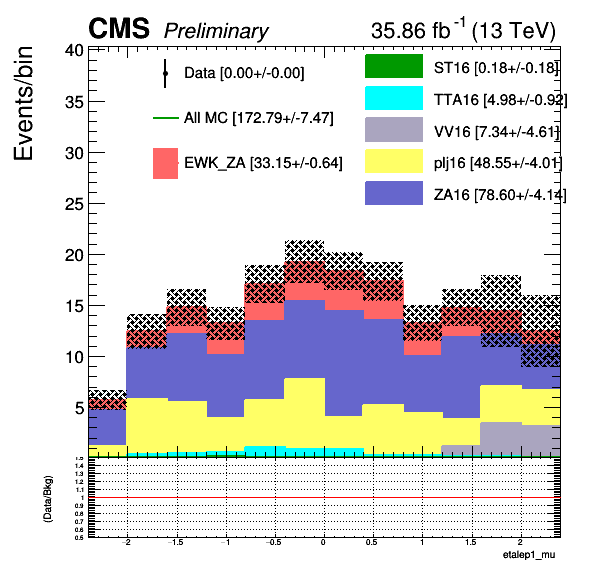 CMS Preliminary 35.86 fb⁻¹ (13 TeV)
Events/bin
40
35
30
25
20
15
10
5
Data [0.00+/-0.00]
All MC [172.79+/-7.47]
EWK_ZA [33.15+/-0.64]
ST16 [0.18+/-0.18]
TTA16 [4.98+/-0.92]
VV16 [7.34+/-4.61]
plj16 [48.55+/-4.01]
ZA16 [78.60+/-4.14]
(Data/Bkg)
1.5
1.4
1.3
1.2
1.1
1
0.9
0.8
0.7
0.6
0.5
−2 −1.5 −1 −0.5 0 0.5 1 1.5 2
etalep1_mu